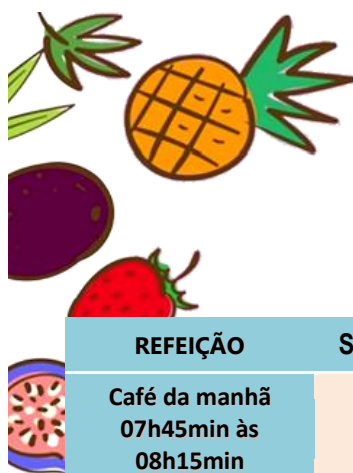 REFEIÇÃO S
Café da manhã
07h45min às
08h15min